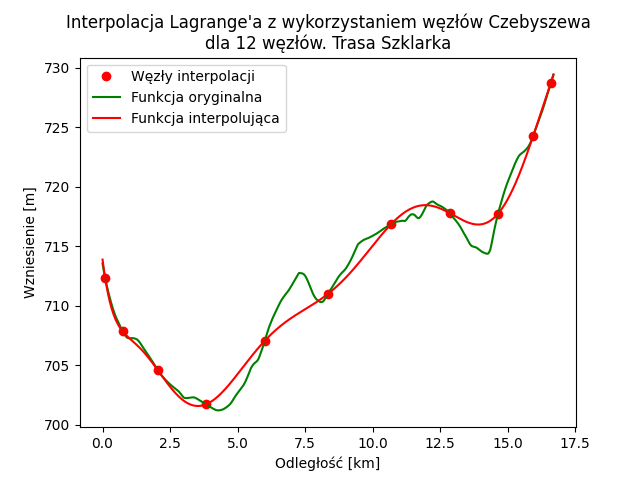 Interpolacja Lagrange'a z wykorzystaniem węzłów Czebyszewa
dla 12 węzłów. Trasa Szklarka
Węzły interpolacji
Funkcja oryginalna
Funkcja interpolująca
Wzniesienie [m]
730
725
720
715
710
705
700
0.0 2.5 5.0 7.5 10.0 12.5 15.0 17.5
Odległość [km]